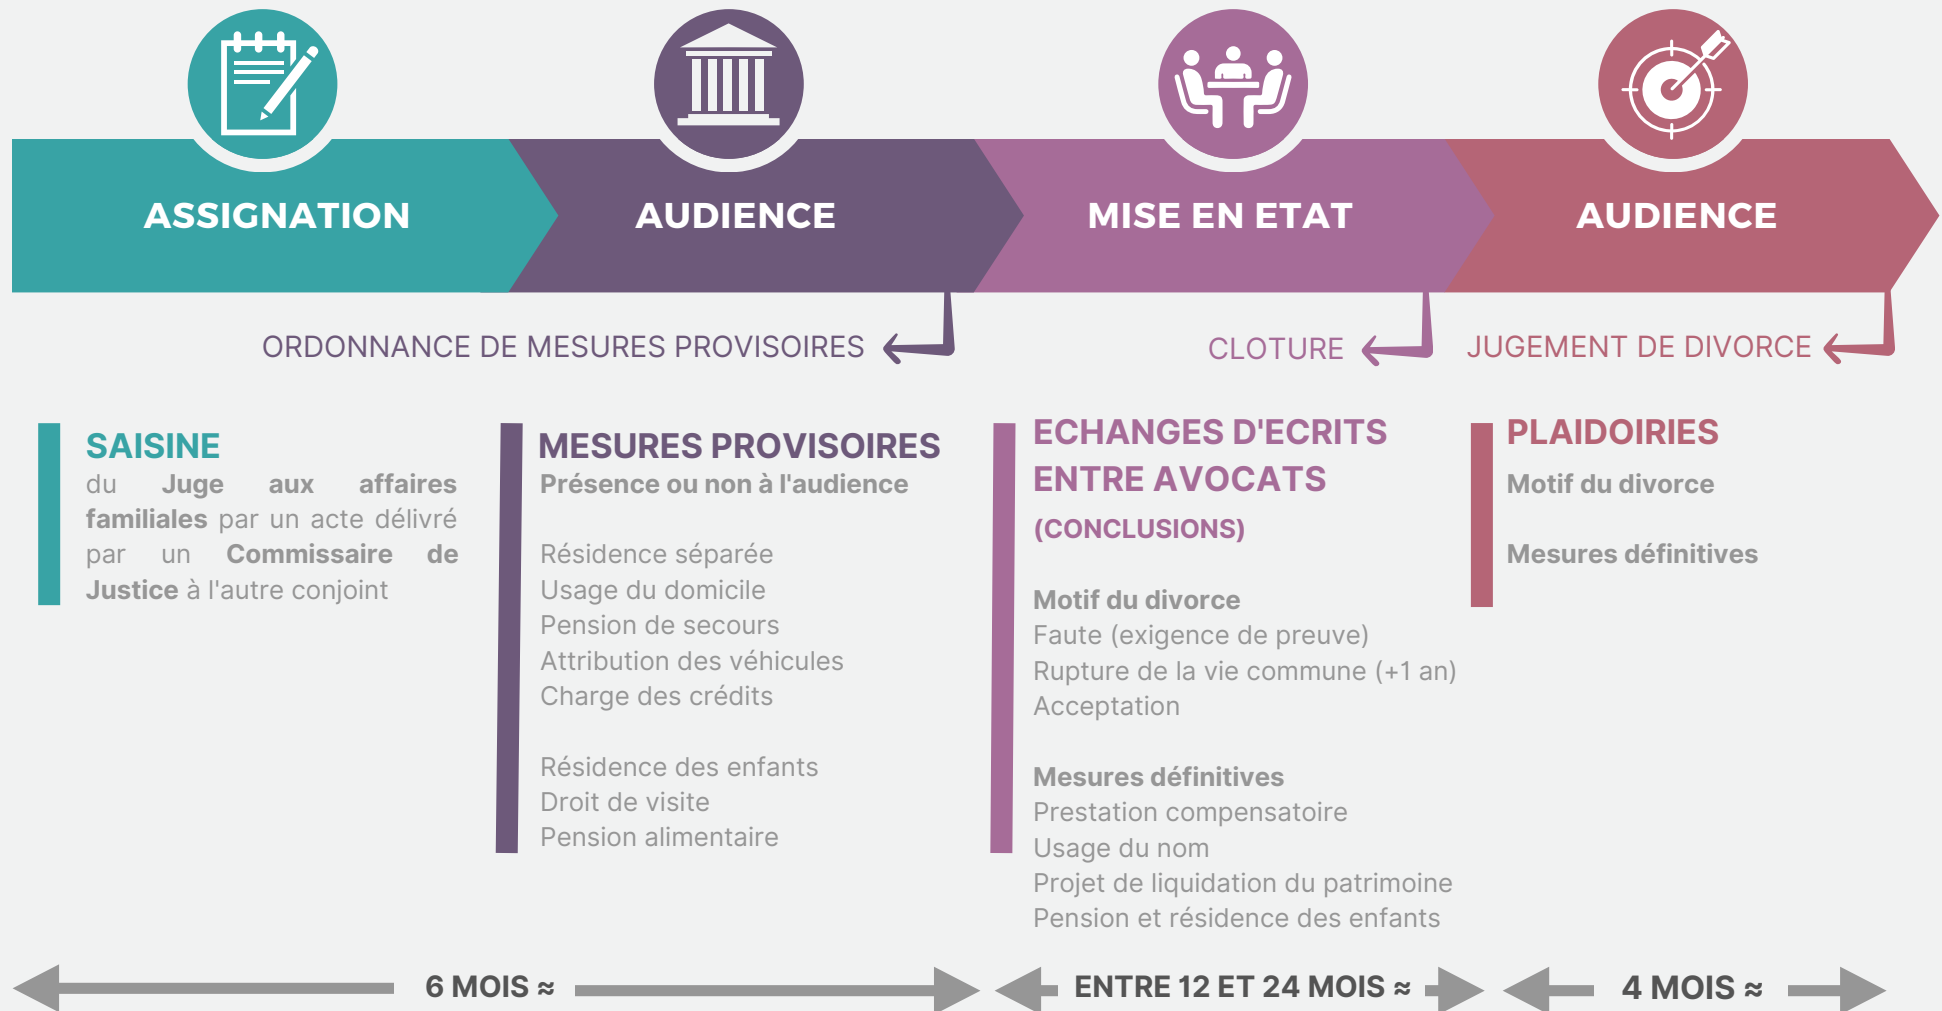 ASSIGNATION
AUDIENCE
MISE EN ETAT
AUDIENCE
ORDONNANCE DE MESURES PROVISOIRES
CLOTURE
JUGEMENT DE DIVORCE
SAISINE
du Juge aux affaires
familiales par un acte délivré
par un Commissaire de
Justice à l'autre conjoint
MESURES PROVISOIRES
Présence ou non à l'audience
Résidence séparée
Usage du domicile
Pension de secours
Attribution des véhicules
Charge des crédits
Résidence des enfants
Droit de visite
Pension alimentaire
ECHANGES D'ECRITS
ENTRE AVOCATS
(CONCLUSIONS)
Motif du divorce
Faute (exigence de preuve)
Rupture de la vie commune (+1 an)
Acceptation
Mesures définitives
Prestation compensatoire
Usage du nom
Projet de liquidation du patrimoine
Pension et résidence des enfants
PLAIDOIRIES
Motif du divorce
Mesures définitives
6 MOIS ≈
ENTRE 12 ET 24 MOIS ≈
4 MOIS ≈